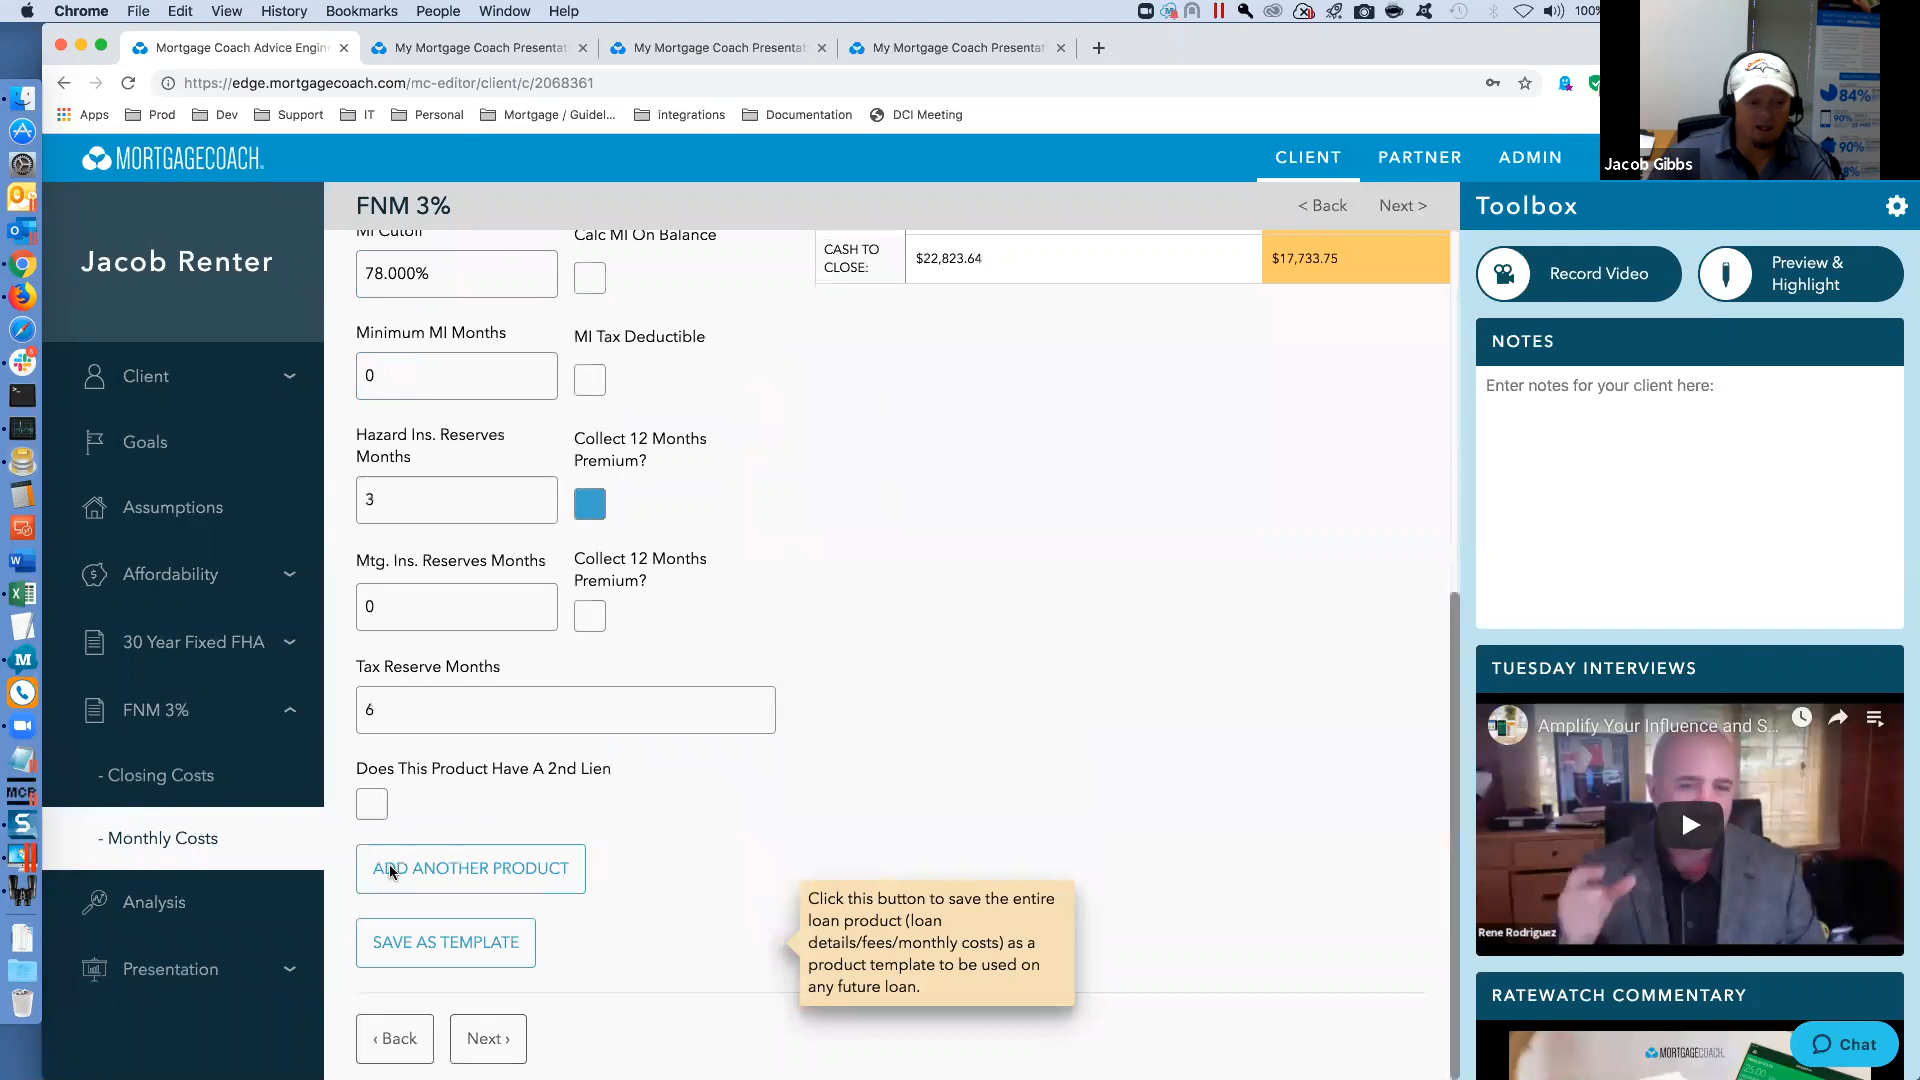 Chrome File Edit View History Bookmarks People Window Help 100%
Mortgage Coach Advice Engin
My Mortgage Coach Presentat
My Mortgage Coach Presentat
My Mortgage Coach Presentat
https://edge.mortgagecoach.com/mc-editor/client/c/2068361
Apps Prod Dev Support IT Personal Mortgage / Guidel... integrations Documentation DCI Meeting
84%
90%
90%
Jacob Gibbs
MORTGAGECOACH
CLIENT PARTNER ADMIN
Jacob Renter
Client
Goals
Assumptions
Affordability
30 Year Fixed FHA
FNM 3%
- Closing Costs
- Monthly Costs
Analysis
Presentation
FNM 3%
< Back Next >
MI Cutoff
Calc MI On Balance
78.000%
CASH TO
CLOSE:
$22,823.64
$17,733.75
Minimum MI Months
MI Tax Deductible
0
Hazard Ins. Reserves
Months
Collect 12 Months
Premium?
3
Mtg. Ins. Reserves Months
Collect 12 Months
Premium?
0
Tax Reserve Months
6
Does This Product Have A 2nd Lien
ADD ANOTHER PRODUCT
SAVE AS TEMPLATE
Click this button to save the entire
loan product (loan
details/fees/monthly costs) as a
product template to be used on
any future loan.
‹ Back
Next ›
Toolbox
Record Video
Preview &
Highlight
NOTES
Enter notes for your client here:
TUESDAY INTERVIEWS
Amplify Your Influence and S...
Rene Rodriguez
RATEWATCH COMMENTARY
MORTGAGECOACH
Chat